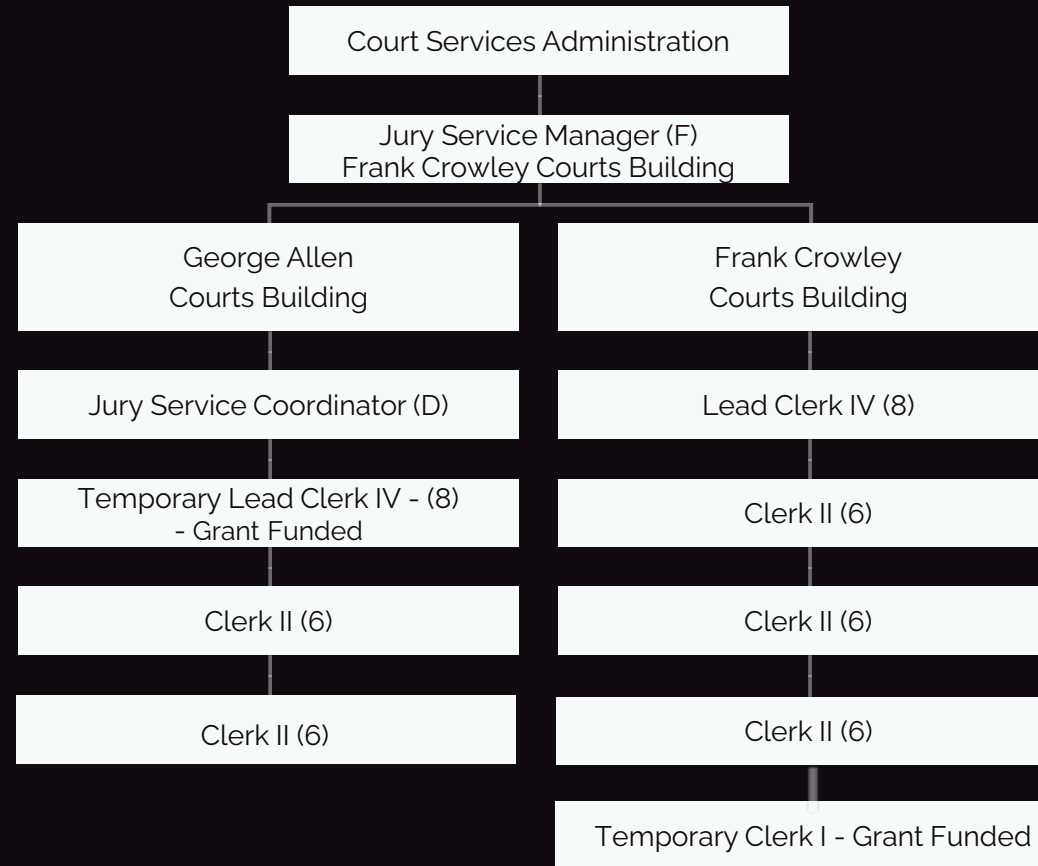 Court Services Administration
Jury Service Manager (F)
Frank Crowley Courts Building
George Allen
Courts Building
Jury Service Coordinator (D)
Temporary Lead Clerk IV - (8)
- Grant Funded
Clerk II (6)
Clerk II (6)
Frank Crowley
Courts Building
Lead Clerk IV (8)
Clerk II (6)
Clerk II (6)
Clerk II (6)
Temporary Clerk I - Grant Funded